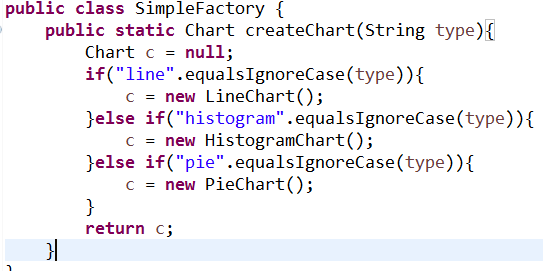 public class SimpleFactory {
    public static Chart createChart(String type){
        Chart c = null;
        if("line".equalsIgnoreCase(type)){
            c = new LineChart();
        }else if("histogram".equalsIgnoreCase(type)){
            c = new HistogramChart();
        }else if("pie".equalsIgnoreCase(type)){
            c = new PieChart();
        }
        return c;
    }
}